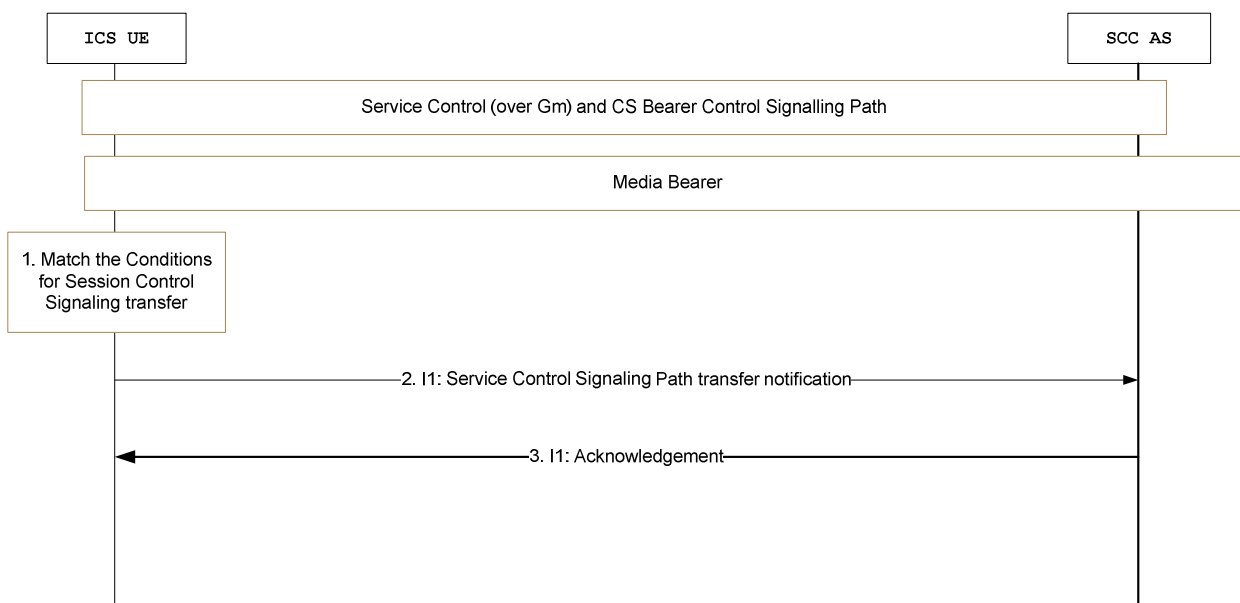 ICS UE
SCC AS
Service Control (over Gm) and CS Bearer Control Signalling Path
Media Bearer
1. Match the Conditions
for Session Control
Signaling transfer
2. I1: Service Control Signaling Path transfer notification
3. I1: Acknowledgement